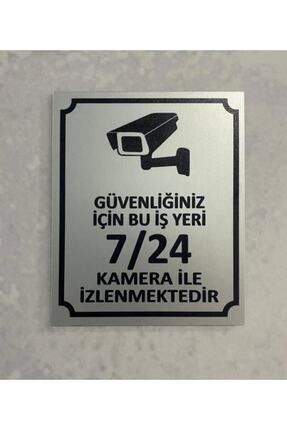 GÜVENLİĞİNİZ
İÇİN BU İŞ YERİ
7/24
KAMERA İLE
İZLENMEKTEDİR